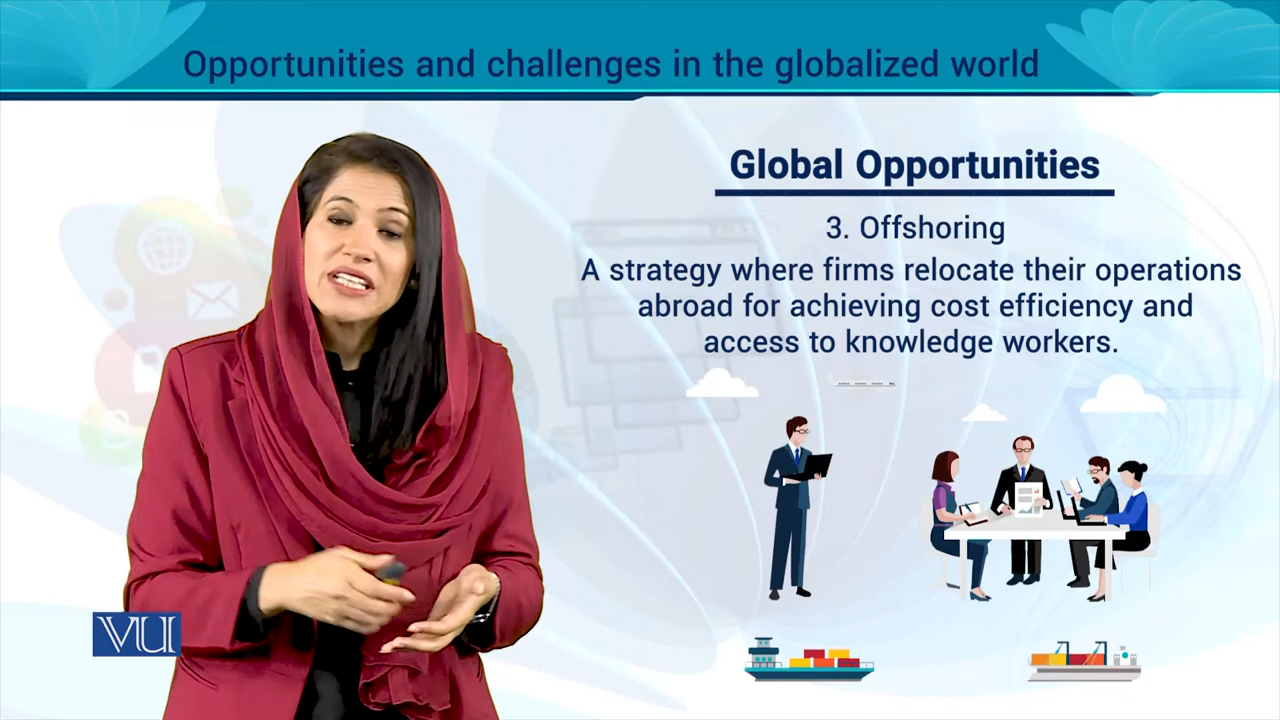 Opportunities and challenges in the globalized world
Global Opportunities
3. Offshoring
A strategy where firms relocate their operations
abroad for achieving cost efficiency and
access to knowledge workers.
VU